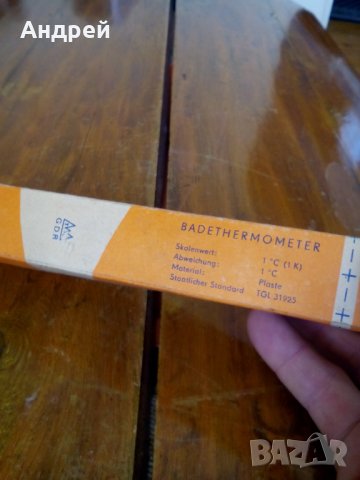 Андрей
GDR
BADETHERMOMETER
Skalenwert: 1 °C (1 K)
Abweichung: 1 °C
Material: Plaste
Staatlicher Standard TGL 31925
BAZAR